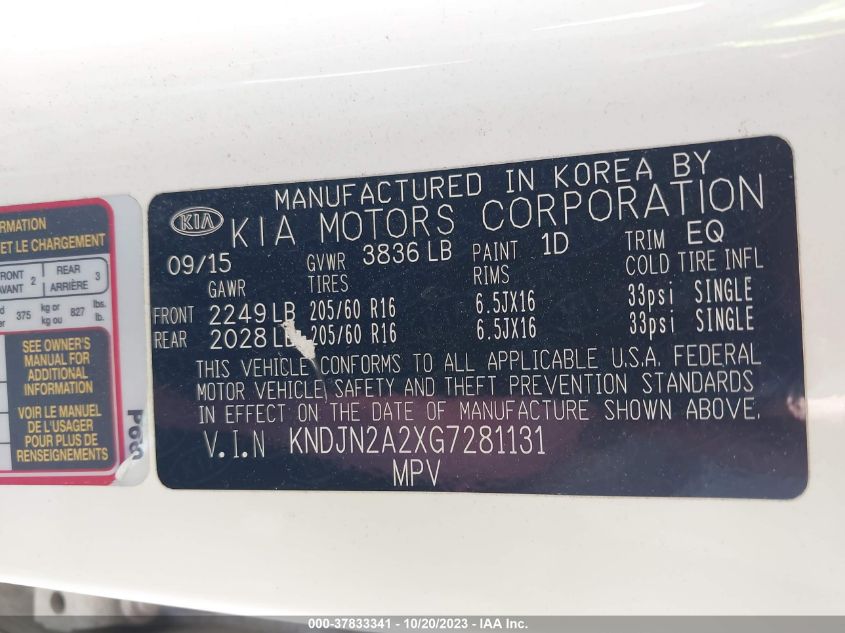 RMATION
ET LE CHARGEMENT
FRONT 2 REAR 3
AVANT ARRIÈRE
375 kg or 827 lbs.
kg ou lb.
SEE OWNER'S
MANUAL FOR
ADDITIONAL
INFORMATION
VOIR LE MANUEL
DE L'USAGER
POUR PLUS DE
RENSEIGNEMENTS
MANUFACTURED IN KOREA BY
KIA KIA MOTORS CORPORATION
09/15 GVWR 3836 LB PAINT 1D TRIM EQ
GAWR TIRES RIMS COLD TIRE INFL
FRONT 2249 LB 205/60 R16 6.5JX16 33psi SINGLE
REAR 2028 LB 205/60 R16 6.5JX16 33psi SINGLE
THIS VEHICLE CONFORMS TO ALL APPLICABLE U.S.A. FEDERAL
MOTOR VEHICLE SAFETY AND THEFT PREVENTION STANDARDS
IN EFFECT ON THE DATE OF MANUFACTURE SHOWN ABOVE.
V.I.N KNDJN2A2XG7281131
MPV
000-37833341 - 10/20/2023 - IAA Inc.